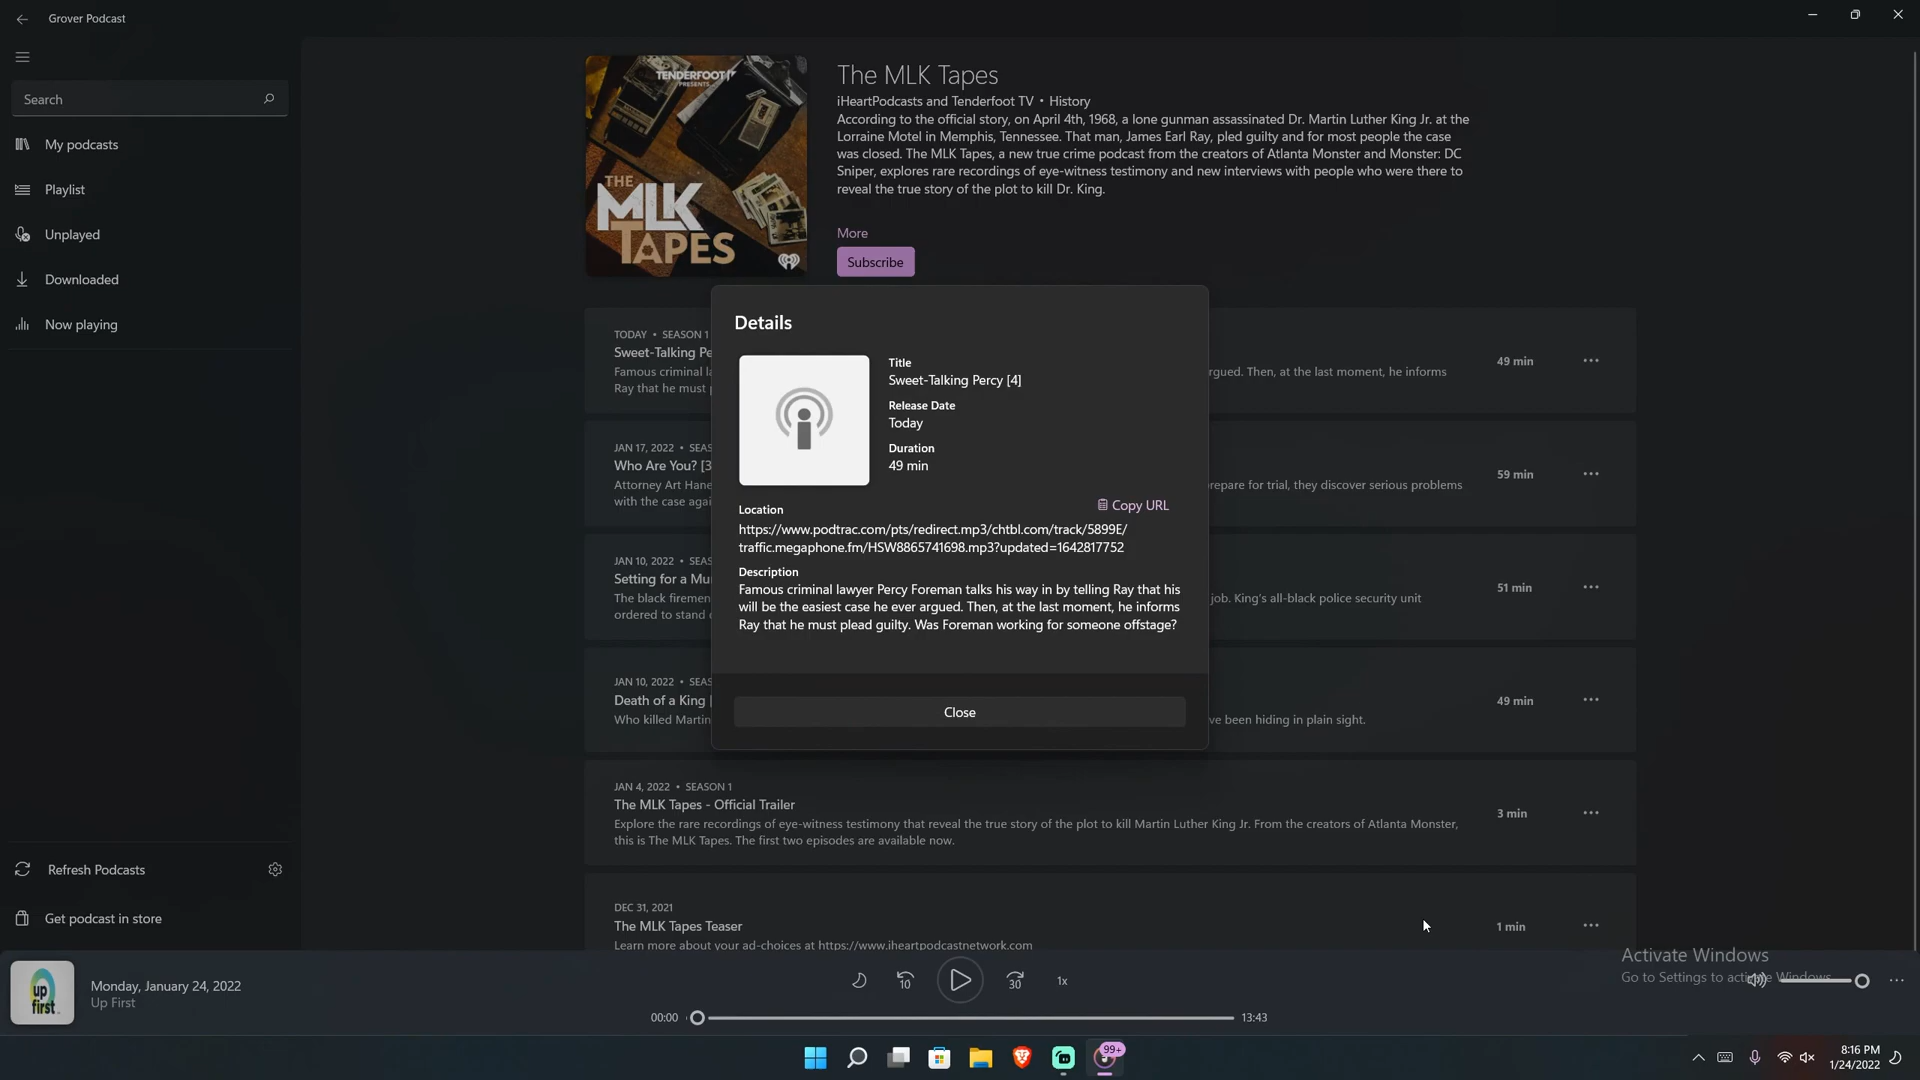 Grover Podcast
Search
My podcasts
Playlist
Unplayed
Downloaded
Now playing
Refresh Podcasts
Get podcast in store
TENDERFOOT
PRESENTS
THE
MLK
TAPES
The MLK Tapes
iHeartPodcasts and Tenderfoot TV • History
According to the official story, on April 4th, 1968, a lone gunman assassinated Dr. Martin Luther King Jr. at the
Lorraine Motel in Memphis, Tennessee. That man, James Earl Ray, pled guilty and for most people the case
was closed. The MLK Tapes, a new true crime podcast from the creators of Atlanta Monster and Monster: DC
Sniper, explores rare recordings of eye-witness testimony and new interviews with people who were there to
reveal the true story of the plot to kill Dr. King.
More
Subscribe
TODAY • SEASON 1
Sweet-Talking Pe
Famous criminal la
rgued. Then, at the last moment, he informs
Ray that he must p
49 min
JAN 17, 2022 • SEAS
Who Are You? [3
Attorney Art Hane
repare for trial, they discover serious problems
with the case agai
59 min
JAN 10, 2022 • SEAS
Setting for a Mu
The black firemen
job. King's all-black police security unit
ordered to stand
51 min
JAN 10, 2022 • SEAS
Death of a King [
Who killed Martin
ve been hiding in plain sight.
49 min
JAN 4, 2022 • SEASON 1
The MLK Tapes - Official Trailer
Explore the rare recordings of eye-witness testimony that reveal the true story of the plot to kill Martin Luther King Jr. From the creators of Atlanta Monster,
this is The MLK Tapes. The first two episodes are available now.
3 min
DEC 31, 2021
The MLK Tapes Teaser
Learn more about your ad-choices at https://www.iheartpodcastnetwork.com
1 min
Details
Title
Sweet-Talking Percy [4]
Release Date
Today
Duration
49 min
Location
Copy URL
https://www.podtrac.com/pts/redirect.mp3/chtbl.com/track/5899E/
traffic.megaphone.fm/HSW8865741698.mp3?updated=1642817752
Description
Famous criminal lawyer Percy Foreman talks his way in by telling Ray that his
will be the easiest case he ever argued. Then, at the last moment, he informs
Ray that he must plead guilty. Was Foreman working for someone offstage?
Close
Activate Windows
Go to Settings to activate Windows.
up
first
Monday, January 24, 2022
Up First
10
30
1x
00:00
13:43
99+
8:16 PM
1/24/2022